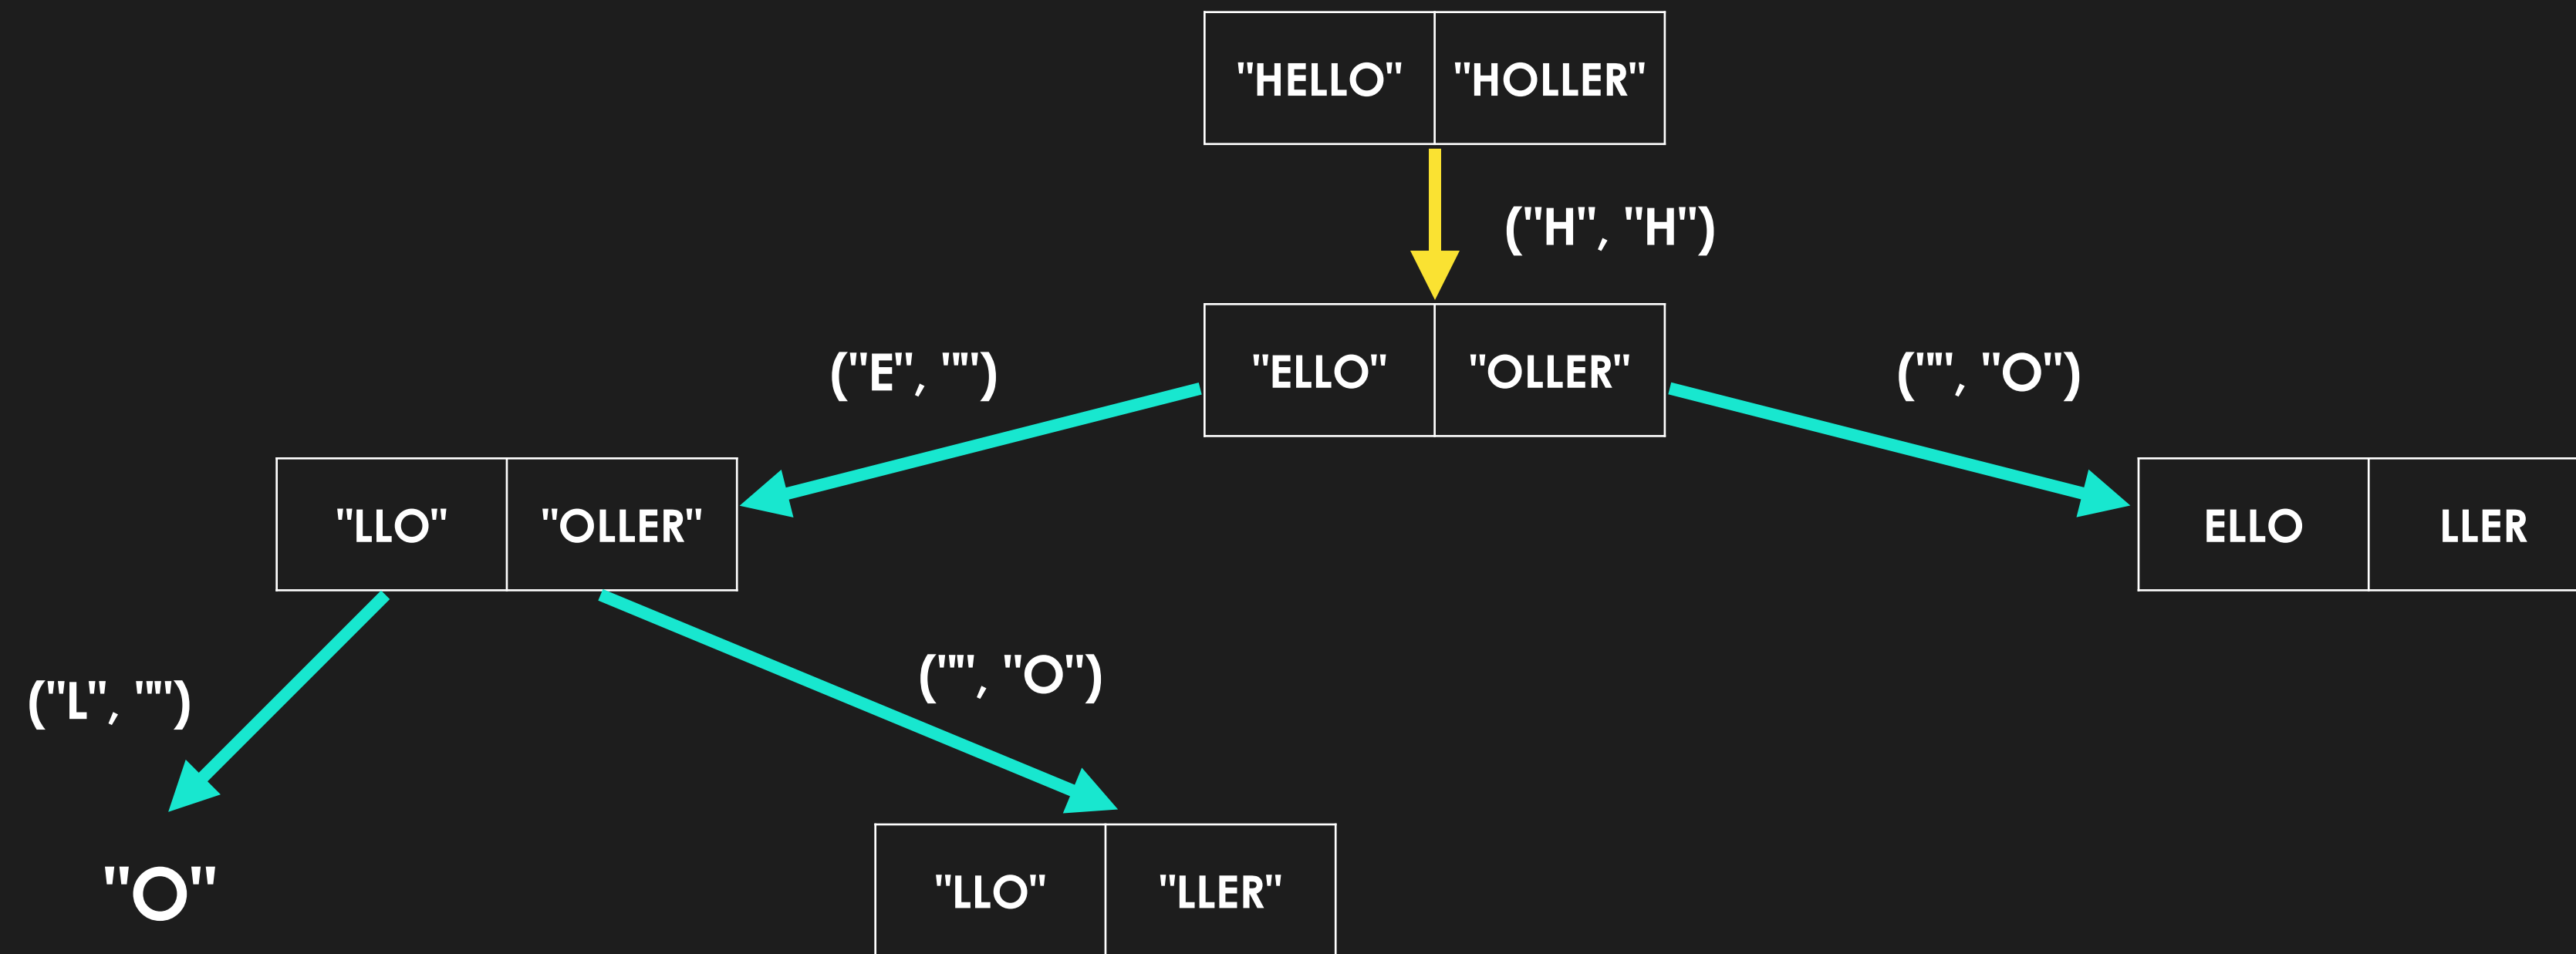 "HELLO" "HOLLER"
("H", "H")
("E", "") "ELLO" "OLLER" ("", "O")
"LLO" "OLLER" ELLO LLER
("L", "") ("", "O")
"O" "LLO" "LLER"